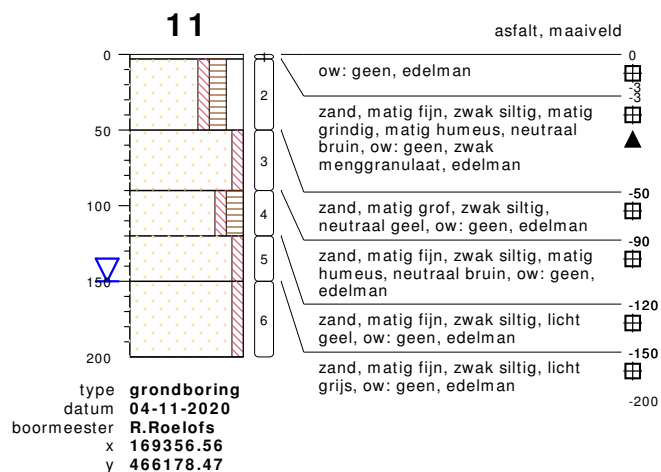 11
asfalt, maaiveld
0
1
0
ow: geen, edelman
-3
-3
2
zand, matig fijn, zwak siltig, matig
grindig, matig humeus, neutraal
bruin, ow: geen, zwak
menggranulaat, edelman
50
-50
3
zand, matig grof, zwak siltig,
neutraal geel, ow: geen, edelman
-90
100
4
zand, matig fijn, zwak siltig, matig
humeus, neutraal bruin, ow: geen,
edelman
-120
5
zand, matig fijn, zwak siltig, licht
geel, ow: geen, edelman
150
-150
6
zand, matig fijn, zwak siltig, licht
grijs, ow: geen, edelman
200
-200
type grondboring
datum 04-11-2020
boormeester R.Roelofs
x 169356.56
y 466178.47